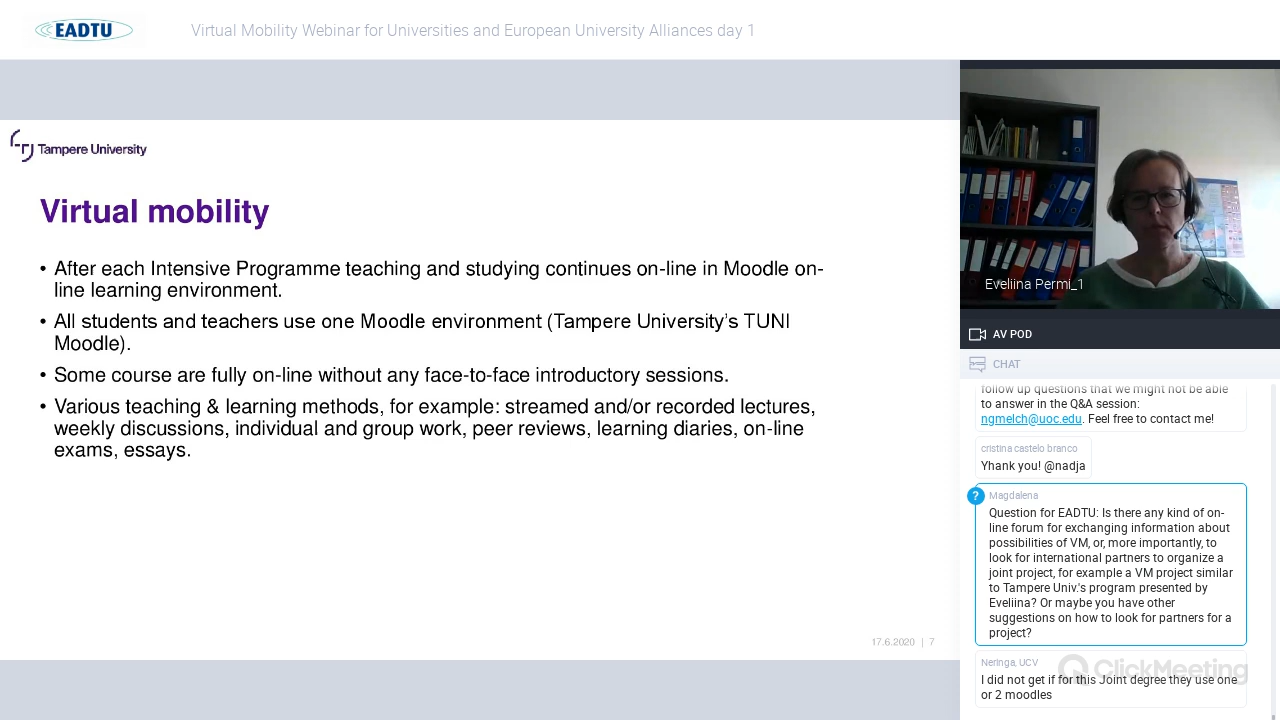 EADTU
Virtual Mobility Webinar for Universities and European University Alliances day 1
Tampere University
Virtual mobility
• After each Intensive Programme teaching and studying continues on-line in Moodle on-
line learning environment.
• All students and teachers use one Moodle environment (Tampere University's TUNI
Moodle).
• Some course are fully on-line without any face-to-face introductory sessions.
• Various teaching & learning methods, for example: streamed and/or recorded lectures,
weekly discussions, individual and group work, peer reviews, learning diaries, on-line
exams, essays.
17.6.2020 | 7
Eveliina Permi_1
AV POD
CHAT
follow up questions that we might not be able
to answer in the Q&A session:
ngmelch@uoc.edu. Feel free to contact me!
cristina castelo branco
Yhank you! @nadja
?
Magdalena
Question for EADTU: Is there any kind of on-
line forum for exchanging information about
possibilities of VM, or, more importantly, to
look for international partners to organize a
joint project, for example a VM project similar
to Tampere Univ.'s program presented by
Eveliina? Or maybe you have other
suggestions on how to look for partners for a
project?
Neringa, UCV
I did not get if for this Joint degree they use one
or 2 moodles
ClickMeeting